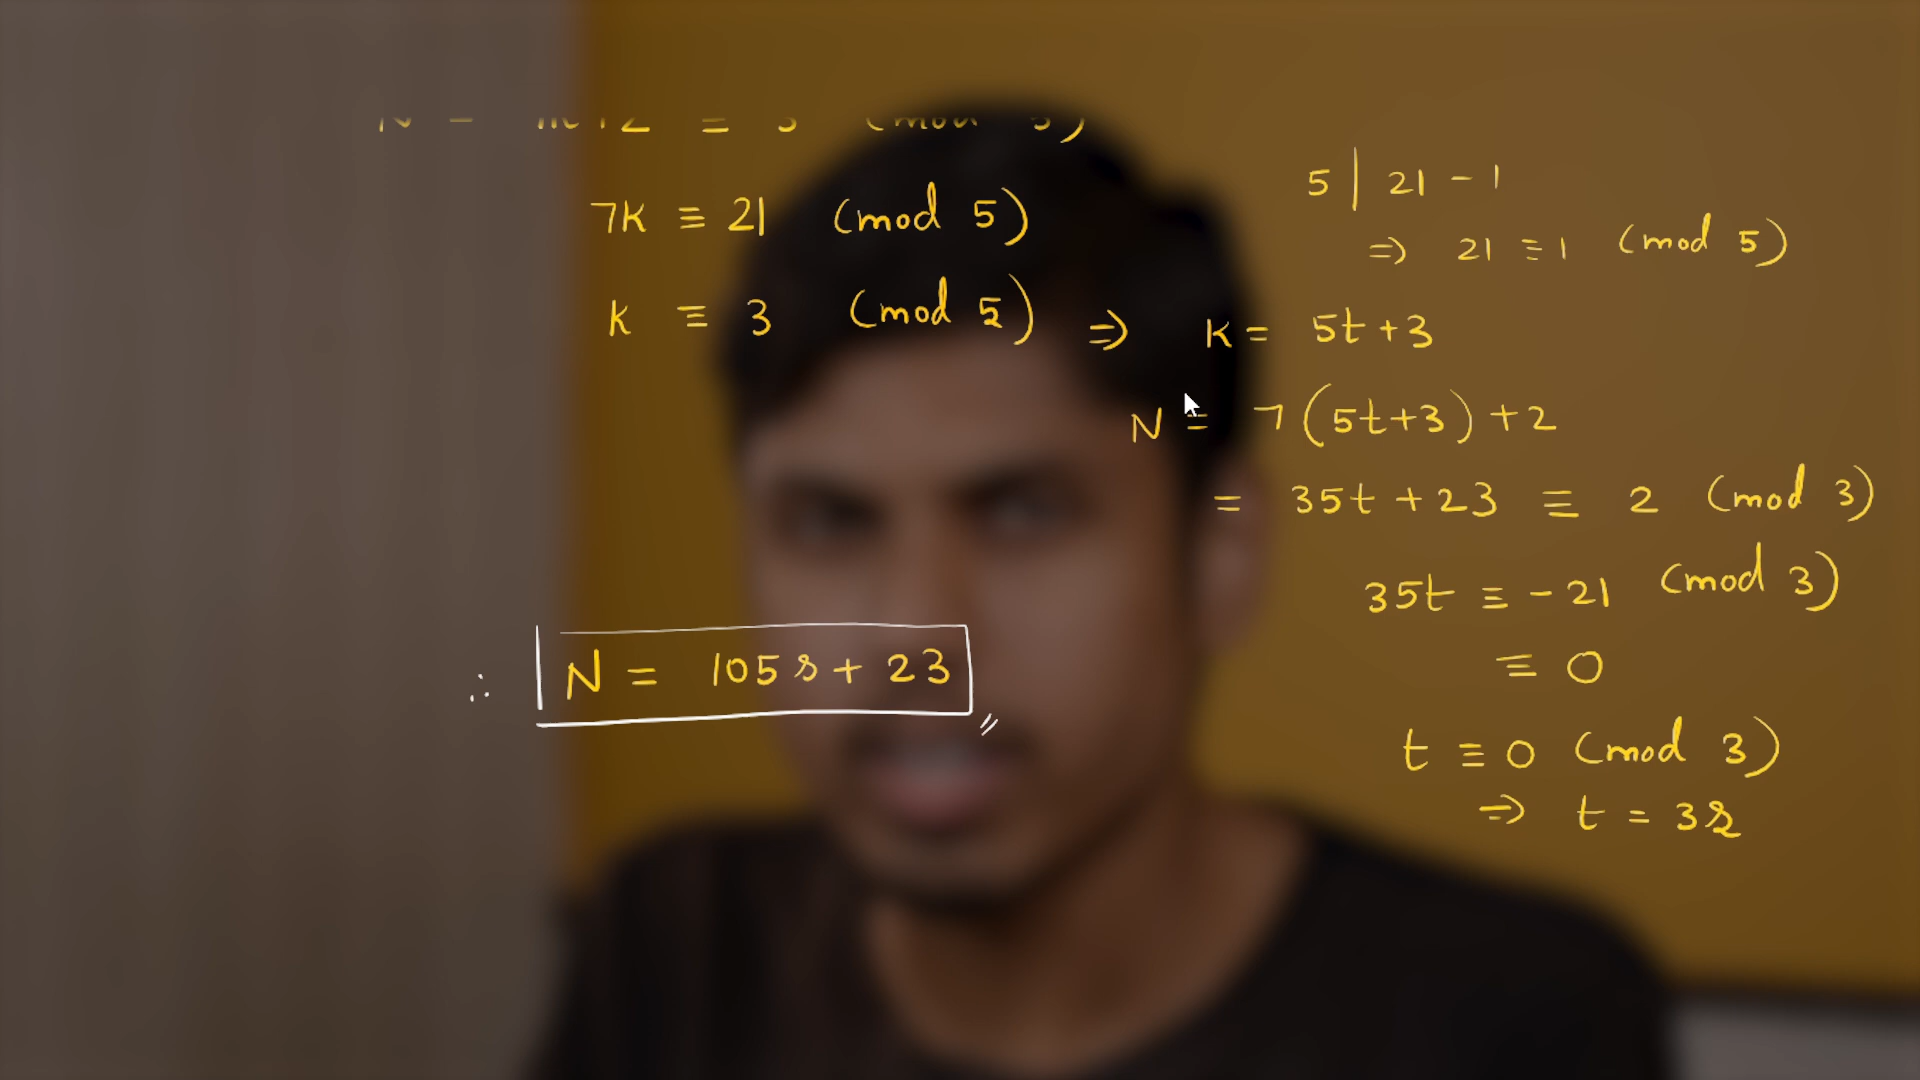 7K ≡ 21 (mod 5)
K ≡ 3 (mod 5) ⇒ K = 5t + 3
5 | 21 - 1
⇒ 21 ≡ 1 (mod 5)
N = 7(5t+3) + 2
= 35t + 23 ≡ 2 (mod 3)
35t ≡ -21 (mod 3)
≡ 0
t ≡ 0 (mod 3)
⇒ t = 3s
∴ N = 105s + 23